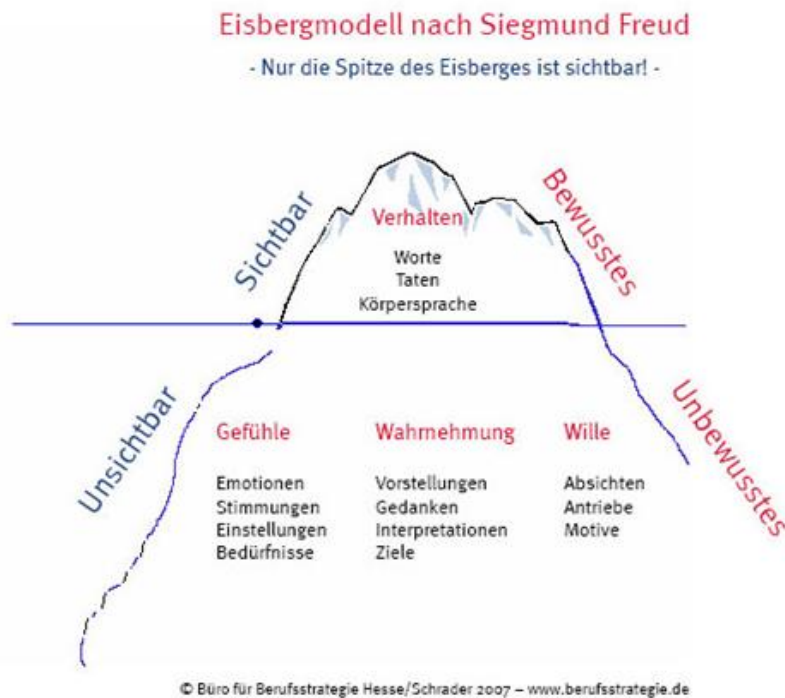 Eisbergmodell nach Siegmund Freud
- Nur die Spitze des Eisberges ist sichtbar! -
Sichtbar
Bewusstes
Verhalten
Worte
Taten
Körpersprache
Unsichtbar
Unbewusstes
Gefühle
Emotionen
Stimmungen
Einstellungen
Bedürfnisse
Wahrnehmung
Vorstellungen
Gedanken
Interpretationen
Ziele
Wille
Absichten
Antriebe
Motive
© Büro für Berufsstrategie Hesse/Schrader 2007 – www.berufsstrategie.de